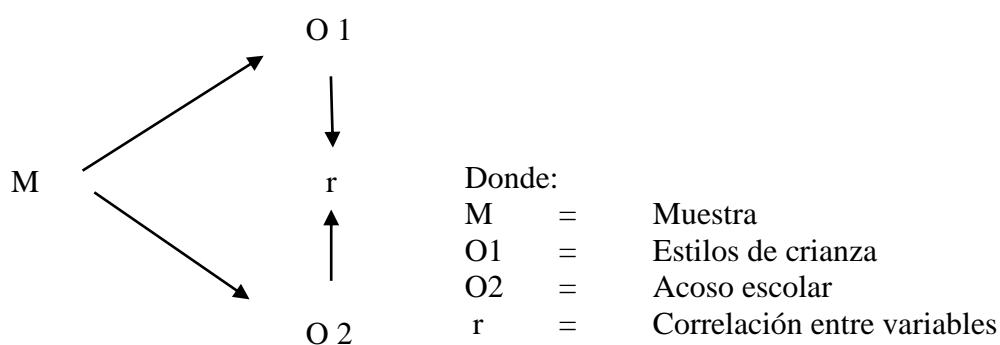 O 1
M
r
O 2
Donde:
M = Muestra
O1 = Estilos de crianza
O2 = Acoso escolar
r = Correlación entre variables